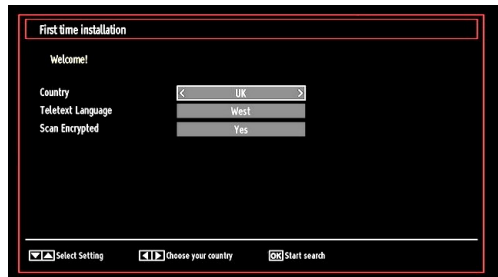 First time installation
Welcome!
Country < UK >
Teletext Language West
Scan Encrypted Yes
Select Setting Choose your country OK Start search